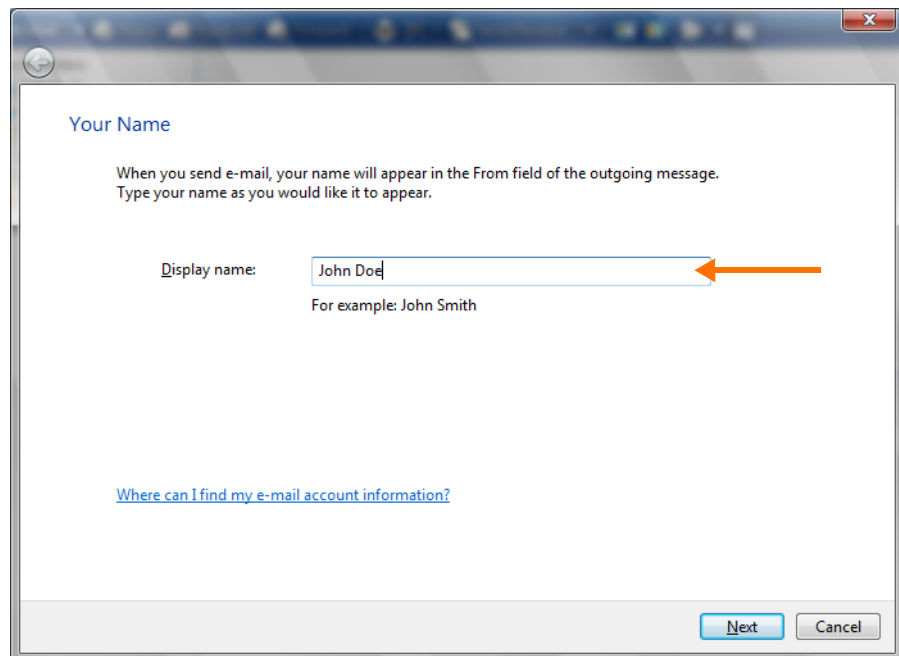 Your Name
When you send e-mail, your name will appear in the From field of the outgoing message.
Type your name as you would like it to appear.
Display name: John Doe
For example: John Smith
Where can I find my e-mail account information?
Next Cancel